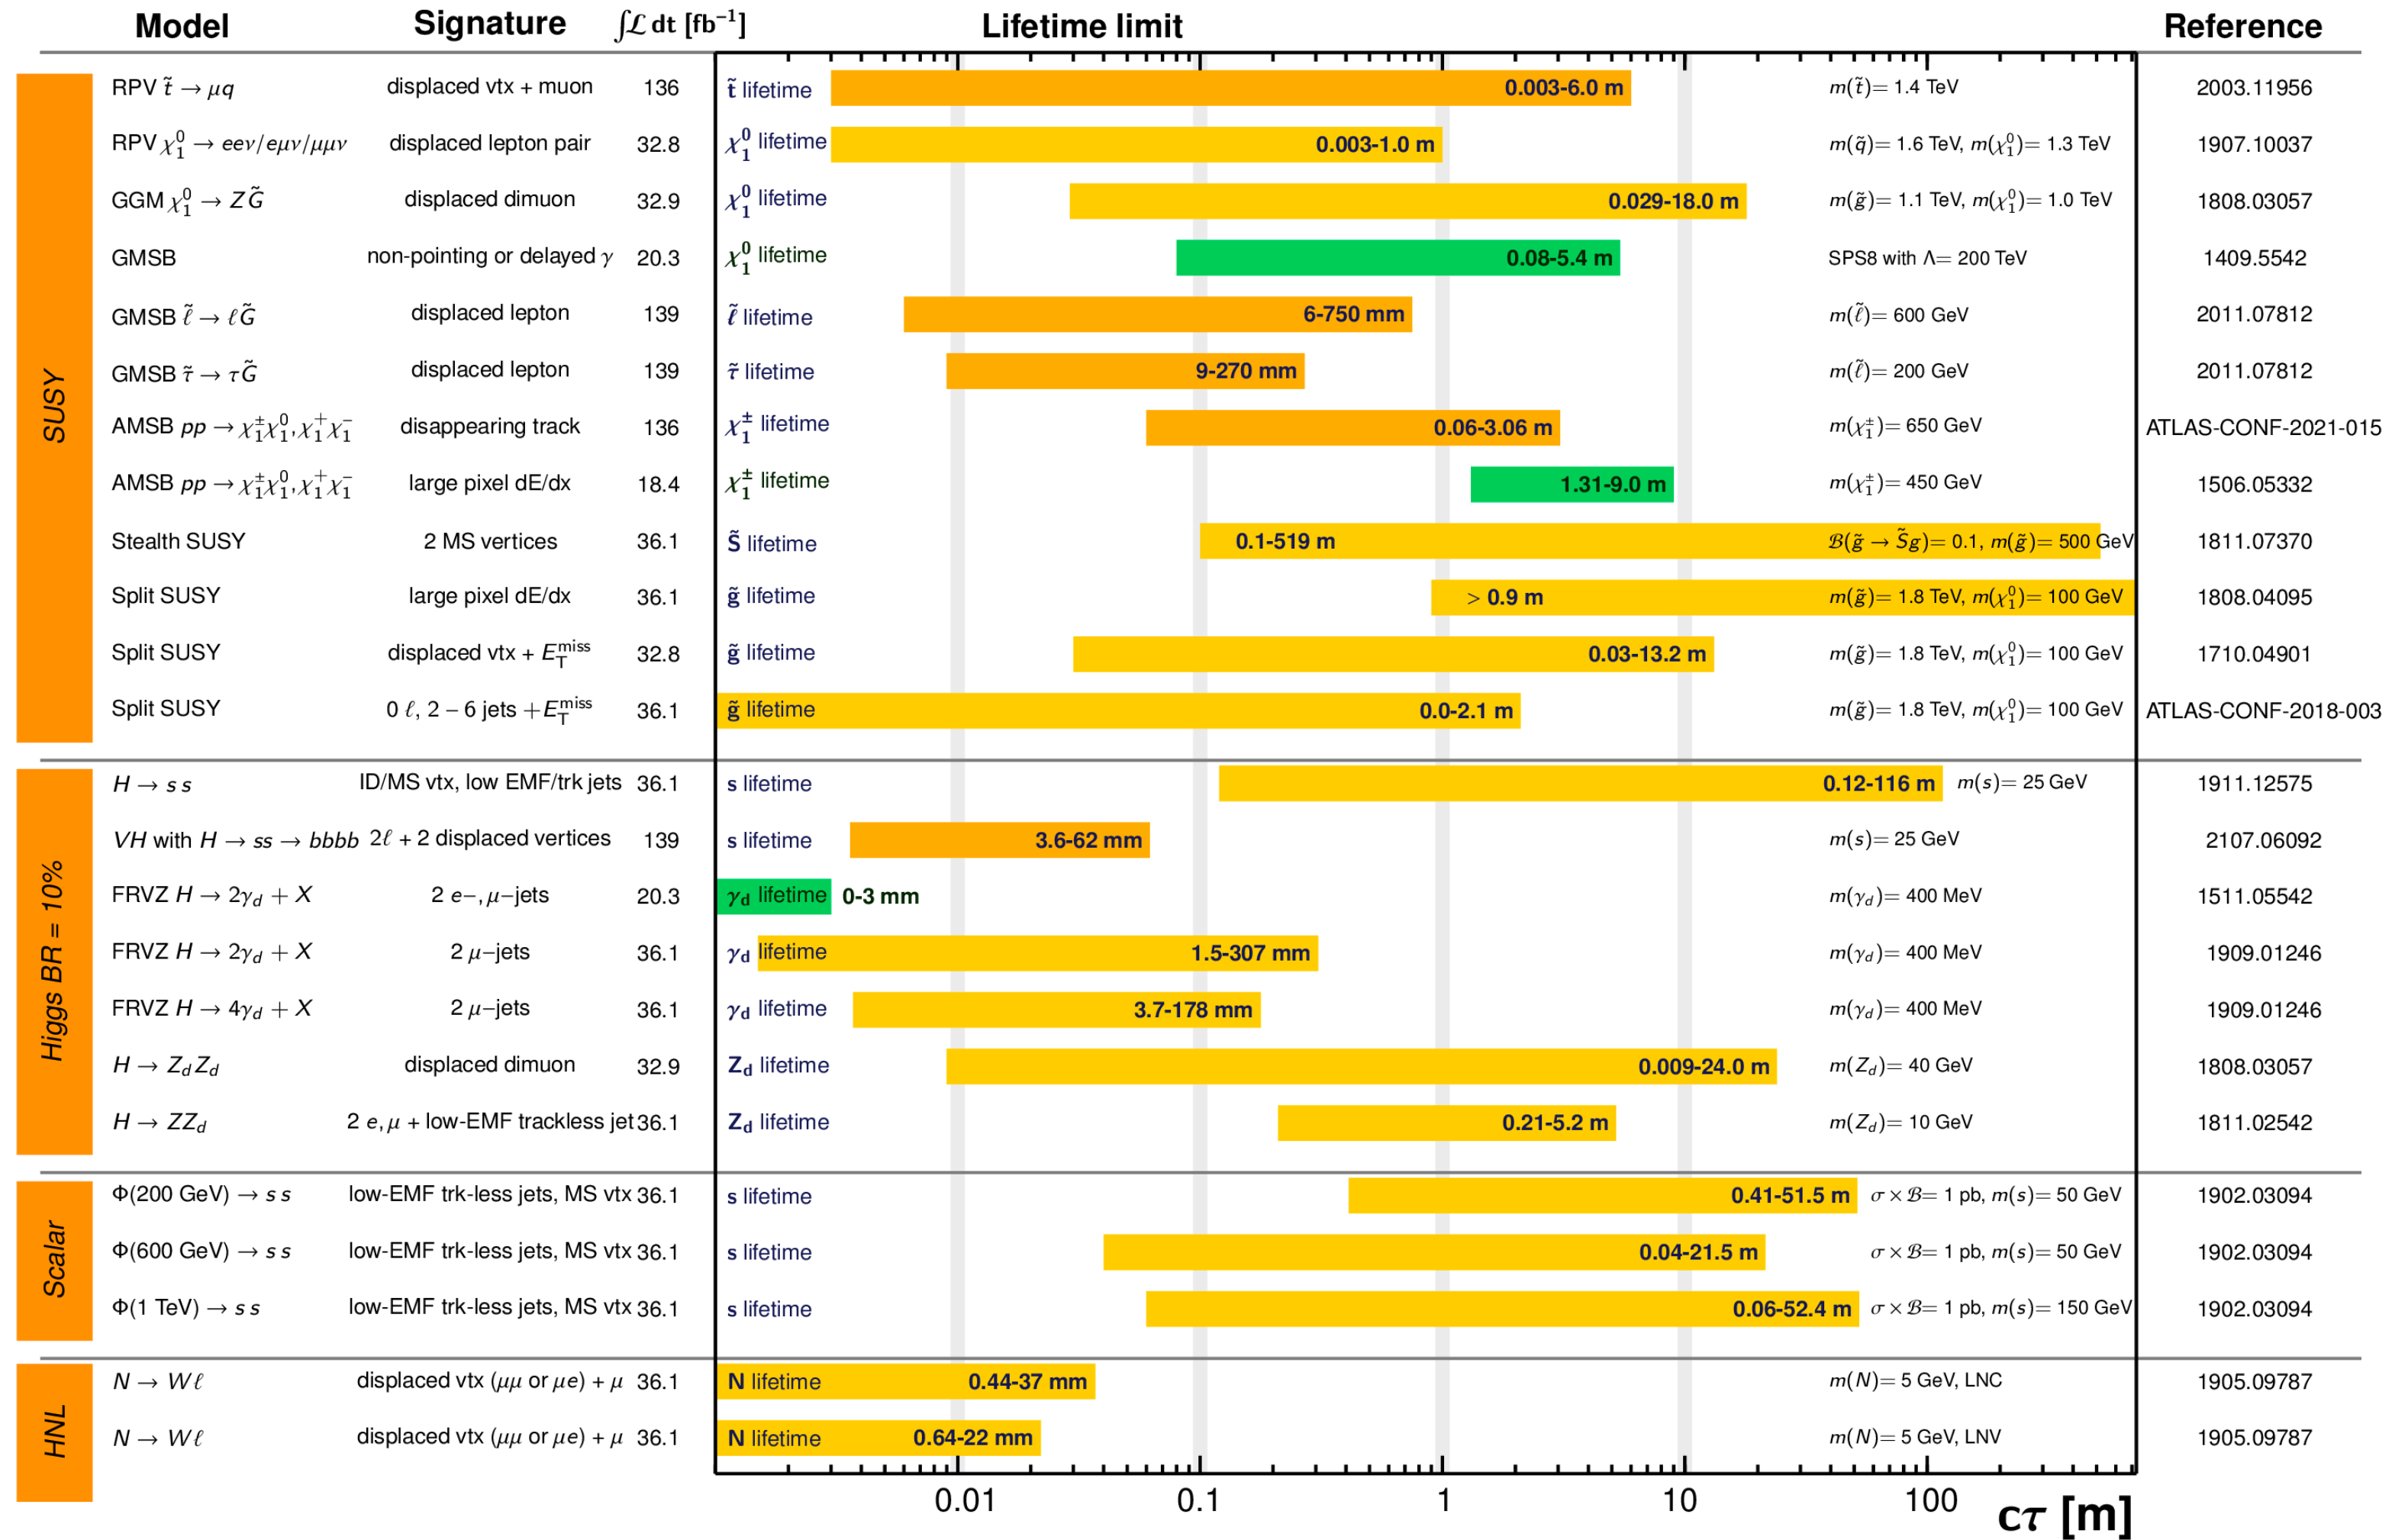 Model Signature ∫ℒ dt [fb⁻¹] Lifetime limit Reference
SUSY
RPV t̃ → μq displaced vtx + muon 136 t̃ lifetime 0.003-6.0 m m(t̃)= 1.4 TeV 2003.11956
RPV χ₁⁰ → eeν/eμν/μμν displaced lepton pair 32.8 χ₁⁰ lifetime 0.003-1.0 m m(q̃)= 1.6 TeV, m(χ₁⁰)= 1.3 TeV 1907.10037
GGM χ₁⁰ → ZG̃ displaced dimuon 32.9 χ₁⁰ lifetime 0.029-18.0 m m(g̃)= 1.1 TeV, m(χ₁⁰)= 1.0 TeV 1808.03057
GMSB non-pointing or delayed γ 20.3 χ₁⁰ lifetime 0.08-5.4 m SPS8 with Λ= 200 TeV 1409.5542
GMSB ℓ̃ → ℓG̃ displaced lepton 139 ℓ̃ lifetime 6-750 mm m(ℓ̃)= 600 GeV 2011.07812
GMSB τ̃ → τG̃ displaced lepton 139 τ̃ lifetime 9-270 mm m(ℓ̃)= 200 GeV 2011.07812
AMSB pp → χ₁±χ₁⁰, χ₁⁺χ₁⁻ disappearing track 136 χ₁± lifetime 0.06-3.06 m m(χ₁±)= 650 GeV ATLAS-CONF-2021-015
AMSB pp → χ₁±χ₁⁰, χ₁⁺χ₁⁻ large pixel dE/dx 18.4 χ₁± lifetime 1.31-9.0 m m(χ₁±)= 450 GeV 1506.05332
Stealth SUSY 2 MS vertices 36.1 S̃ lifetime 0.1-519 m ℬ(g̃ → S̃g)= 0.1, m(g̃)= 500 GeV 1811.07370
Split SUSY large pixel dE/dx 36.1 g̃ lifetime > 0.9 m m(g̃)= 1.8 TeV, m(χ₁⁰)= 100 GeV 1808.04095
Split SUSY displaced vtx + E_T^miss 32.8 g̃ lifetime 0.03-13.2 m m(g̃)= 1.8 TeV, m(χ₁⁰)= 100 GeV 1710.04901
Split SUSY 0 ℓ, 2 − 6 jets +E_T^miss 36.1 g̃ lifetime 0.0-2.1 m m(g̃)= 1.8 TeV, m(χ₁⁰)= 100 GeV ATLAS-CONF-2018-003
Higgs BR = 10%
H → s s ID/MS vtx, low EMF/trk jets 36.1 s lifetime 0.12-116 m m(s)= 25 GeV 1911.12575
VH with H → ss → bbbb 2ℓ + 2 displaced vertices 139 s lifetime 3.6-62 mm m(s)= 25 GeV 2107.06092
FRVZ H → 2γ_d + X 2 e−, μ−jets 20.3 γ_d lifetime 0-3 mm m(γ_d)= 400 MeV 1511.05542
FRVZ H → 2γ_d + X 2 μ−jets 36.1 γ_d lifetime 1.5-307 mm m(γ_d)= 400 MeV 1909.01246
FRVZ H → 4γ_d + X 2 μ−jets 36.1 γ_d lifetime 3.7-178 mm m(γ_d)= 400 MeV 1909.01246
H → Z_d Z_d displaced dimuon 32.9 Z_d lifetime 0.009-24.0 m m(Z_d)= 40 GeV 1808.03057
H → ZZ_d 2 e, μ + low-EMF trackless jet 36.1 Z_d lifetime 0.21-5.2 m m(Z_d)= 10 GeV 1811.02542
Scalar
Φ(200 GeV) → s s low-EMF trk-less jets, MS vtx 36.1 s lifetime 0.41-51.5 m σ × ℬ= 1 pb, m(s)= 50 GeV 1902.03094
Φ(600 GeV) → s s low-EMF trk-less jets, MS vtx 36.1 s lifetime 0.04-21.5 m σ × ℬ= 1 pb, m(s)= 50 GeV 1902.03094
Φ(1 TeV) → s s low-EMF trk-less jets, MS vtx 36.1 s lifetime 0.06-52.4 m σ × ℬ= 1 pb, m(s)= 150 GeV 1902.03094
HNL
N → Wℓ displaced vtx (μμ or μe) + μ 36.1 N lifetime 0.44-37 mm m(N)= 5 GeV, LNC 1905.09787
N → Wℓ displaced vtx (μμ or μe) + μ 36.1 N lifetime 0.64-22 mm m(N)= 5 GeV, LNV 1905.09787
0.01 0.1 1 10 100
cτ [m]